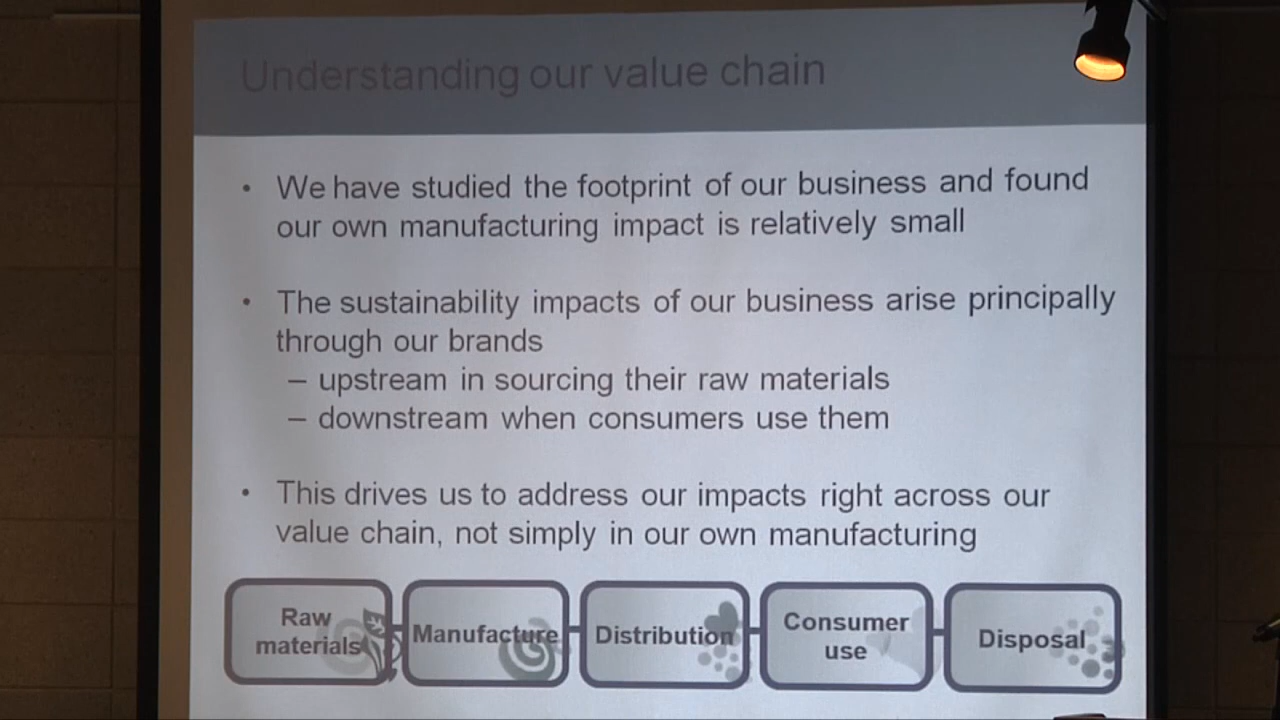 Understanding our value chain
• We have studied the footprint of our business and found
our own manufacturing impact is relatively small
• The sustainability impacts of our business arise principally
through our brands
– upstream in sourcing their raw materials
– downstream when consumers use them
• This drives us to address our impacts right across our
value chain, not simply in our own manufacturing
Raw
materials
Manufacture
Distribution
Consumer
use
Disposal